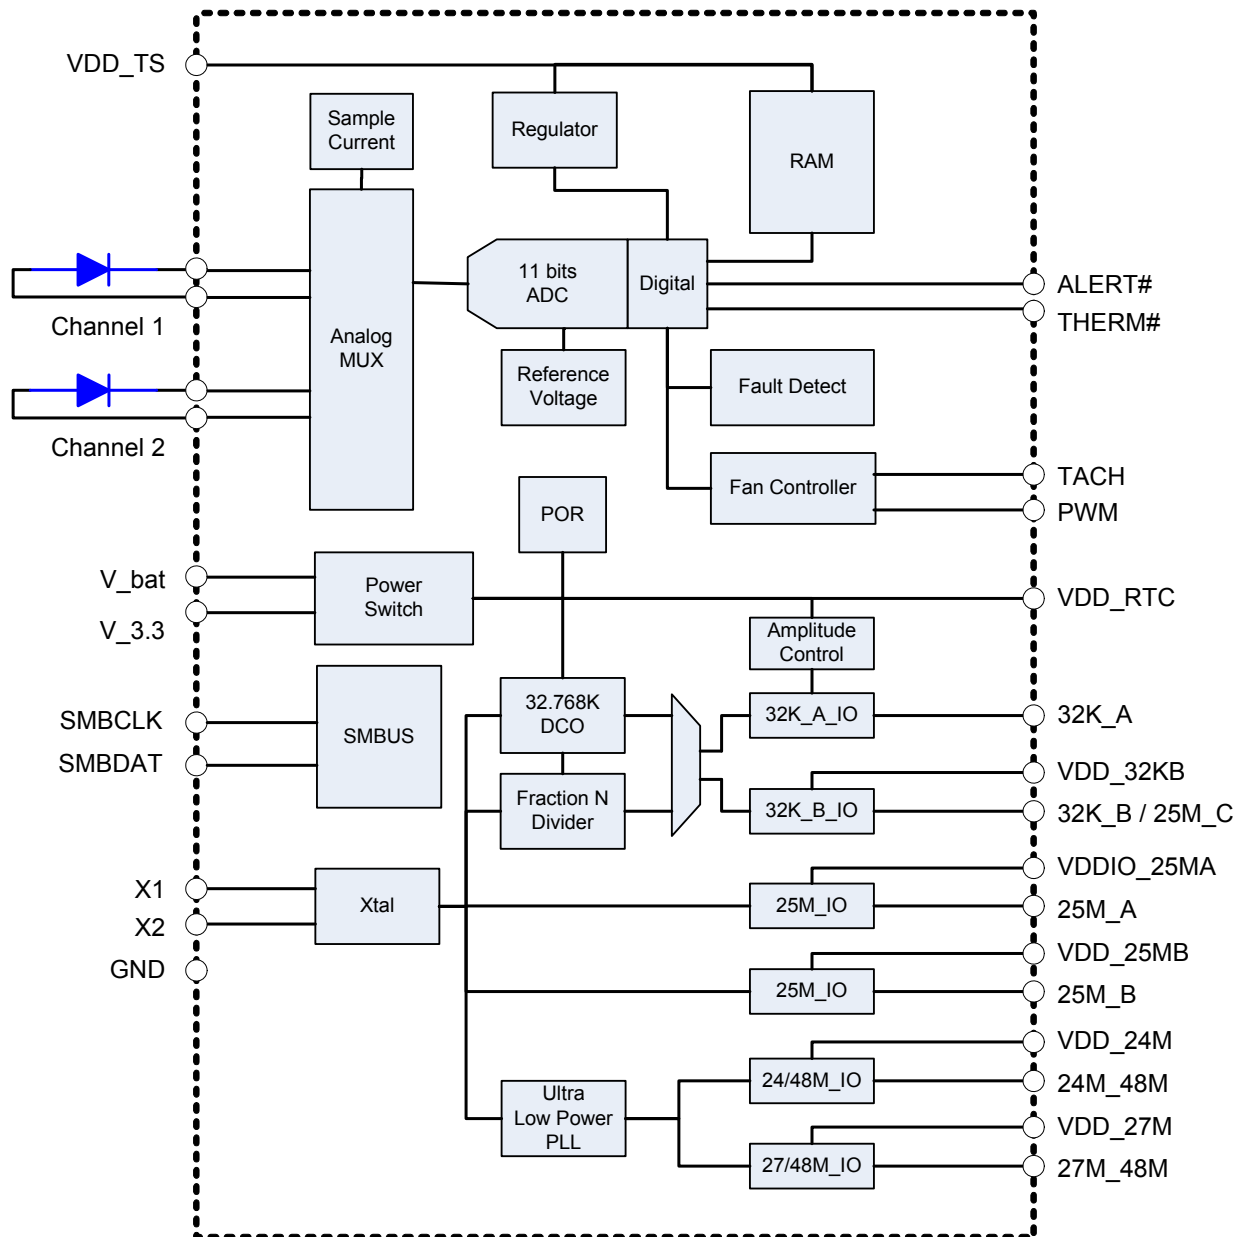 VDD_TS
Sample
Current
Regulator
RAM
11 bits
ADC
Digital
ALERT#
THERM#
Channel 1
Analog
MUX
Reference
Voltage
Fault Detect
Channel 2
Fan Controller
TACH
PWM
POR
V_bat
V_3.3
Power
Switch
VDD_RTC
Amplitude
Control
SMBCLK
SMBDAT
SMBUS
32.768K
DCO
32K_A_IO
32K_A
Fraction N
Divider
32K_B_IO
VDD_32KB
32K_B / 25M_C
X1
X2
Xtal
GND
25M_IO
VDDIO_25MA
25M_A
25M_IO
VDD_25MB
25M_B
Ultra
Low Power
PLL
24/48M_IO
VDD_24M
24M_48M
27/48M_IO
VDD_27M
27M_48M